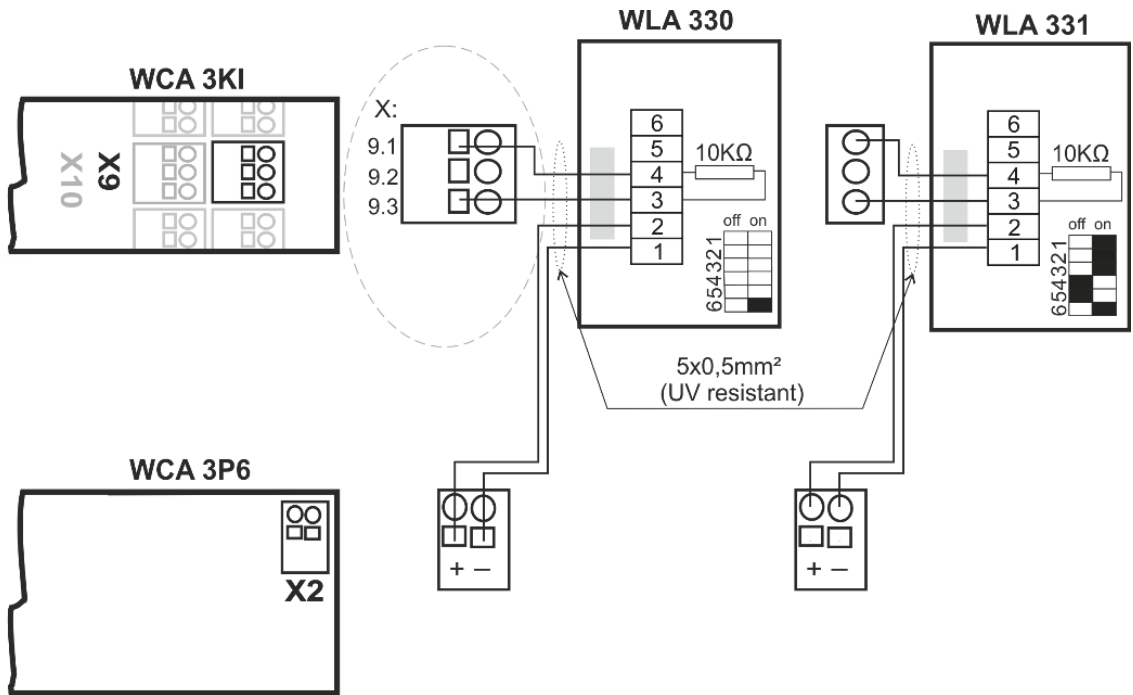 WLA 330
WLA 331
WCA 3KI
X10
X9
X:
9.1
9.2
9.3
6
5
4
3
2
1
10KΩ
off on
654321
6
5
4
3
2
1
10KΩ
off on
654321
5x0,5mm²
(UV resistant)
WCA 3P6
X2
+ −
+ −